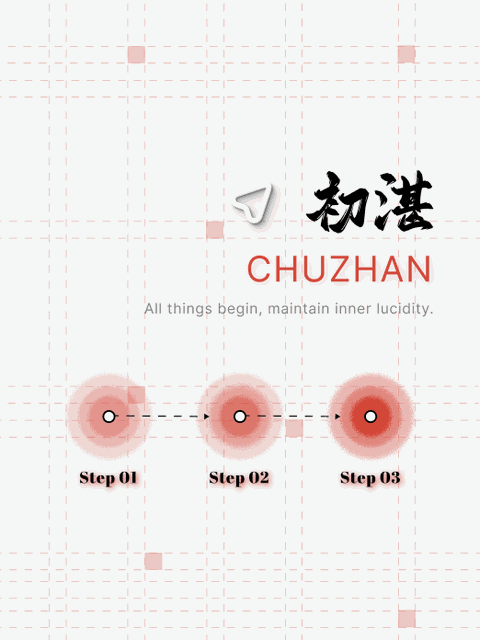 初湛
CHUZHAN
All things begin, maintain inner lucidity.
Step 01 Step 02 Step 03